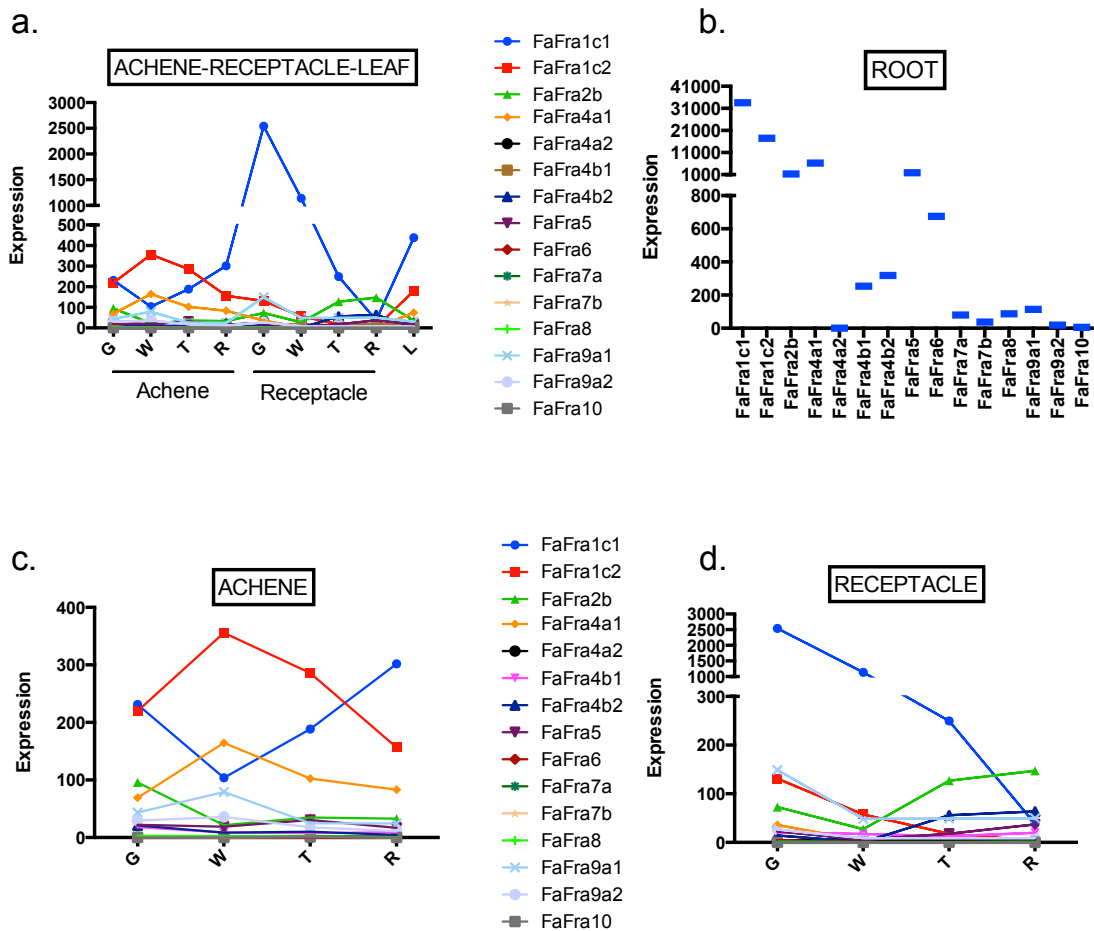 a.
ACHENE-RECEPTACLE-LEAF
Expression
3000
2500
2000
1500
1000
500
400
300
200
100
0
G W T R G W T R L
Achene Receptacle
FaFra1c1
FaFra1c2
FaFra2b
FaFra4a1
FaFra4a2
FaFra4b1
FaFra4b2
FaFra5
FaFra6
FaFra7a
FaFra7b
FaFra8
FaFra9a1
FaFra9a2
FaFra10
b.
ROOT
Expression
41000
31000
21000
11000
1000
800
600
400
200
0
FaFra1c1
FaFra1c2
FaFra2b
FaFra4a1
FaFra4a2
FaFra4b1
FaFra4b2
FaFra5
FaFra6
FaFra7a
FaFra7b
FaFra8
FaFra9a1
FaFra9a2
FaFra10
c.
ACHENE
Expression
400
300
200
100
0
G W T R
FaFra1c1
FaFra1c2
FaFra2b
FaFra4a1
FaFra4a2
FaFra4b1
FaFra4b2
FaFra5
FaFra6
FaFra7a
FaFra7b
FaFra8
FaFra9a1
FaFra9a2
FaFra10
d.
RECEPTACLE
Expression
3000
2500
2000
1500
1000
300
200
100
0
G W T R